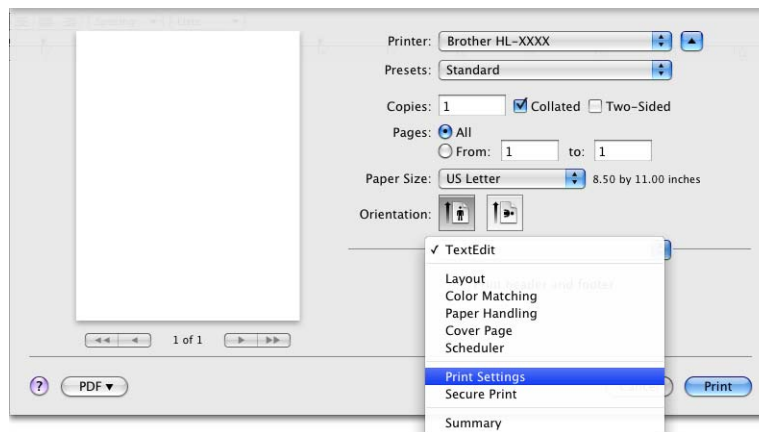 Printer: Brother HL-XXXX
Presets: Standard
Copies: 1 Collated Two-Sided
Pages: All
From: 1 to: 1
Paper Size: US Letter 8.50 by 11.00 inches
Orientation:
✓ TextEdit
Layout
Color Matching
Paper Handling
Cover Page
Scheduler
Print Settings
Secure Print
Summary
1 of 1
? PDF ▼ Print